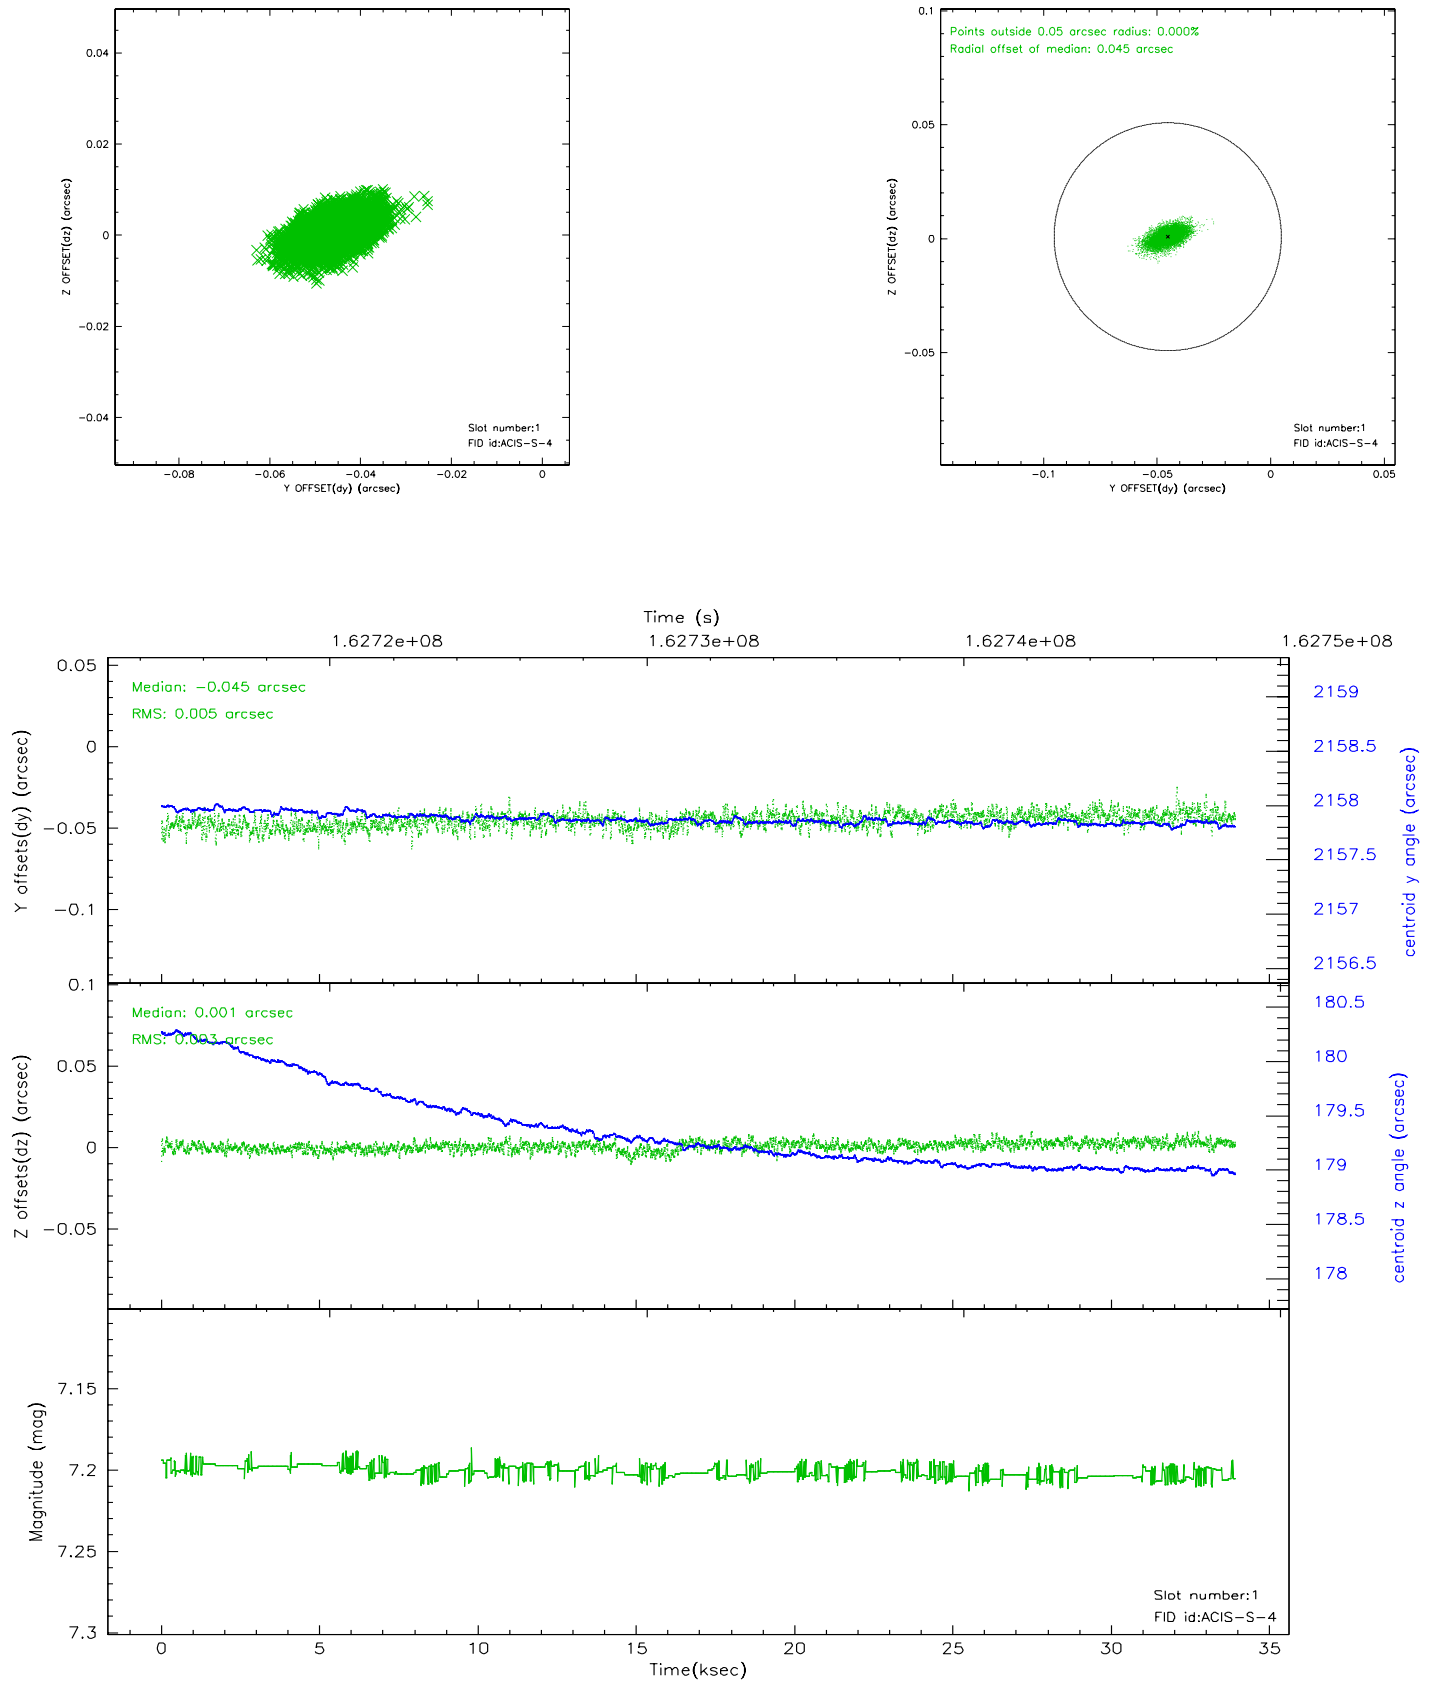 0.04
0.02
0
−0.02
−0.04
Z OFFSET(dz) (arcsec)
Slot number:1
FID id:ACIS−S−4
−0.08 −0.06 −0.04 −0.02 0
Y OFFSET(dy) (arcsec)
0.1
0.05
0
−0.05
Z OFFSET(dz) (arcsec)
Points outside 0.05 arcsec radius: 0.000%
Radial offset of median: 0.045 arcsec
Slot number:1
FID id:ACIS−S−4
−0.1 −0.05 0 0.05
Y OFFSET(dy) (arcsec)
Time (s)
1.6272e+08 1.6273e+08 1.6274e+08 1.6275e+08
0.05
0
−0.05
−0.1
Y offsets(dy) (arcsec)
Median: −0.045 arcsec
RMS: 0.005 arcsec
2159
2158.5
2158
2157.5
2157
2156.5
centroid y angle (arcsec)
0.1
0.05
0
−0.05
Z offsets(dz) (arcsec)
Median: 0.001 arcsec
RMS: 0.003 arcsec
180.5
180
179.5
179
178.5
178
centroid z angle (arcsec)
7.15
7.2
7.25
7.3
Magnitude (mag)
Slot number:1
FID id:ACIS−S−4
0 5 10 15 20 25 30 35
Time(ksec)